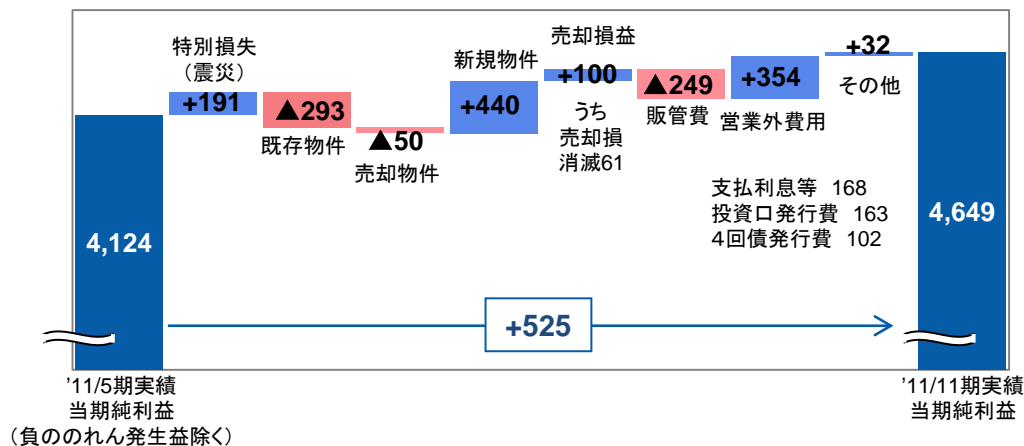 特別損失
（震災）
+191
▲293
既存物件
▲50
売却物件
新規物件
+440
売却損益
+100
うち
売却損
消滅61
▲249
販管費
+354
営業外費用
+32
その他
支払利息等 168
投資口発行費 163
4回債発行費 102
4,124
4,649
+525
'11/5期実績
当期純利益
（負ののれん発生益除く）
'11/11期実績
当期純利益